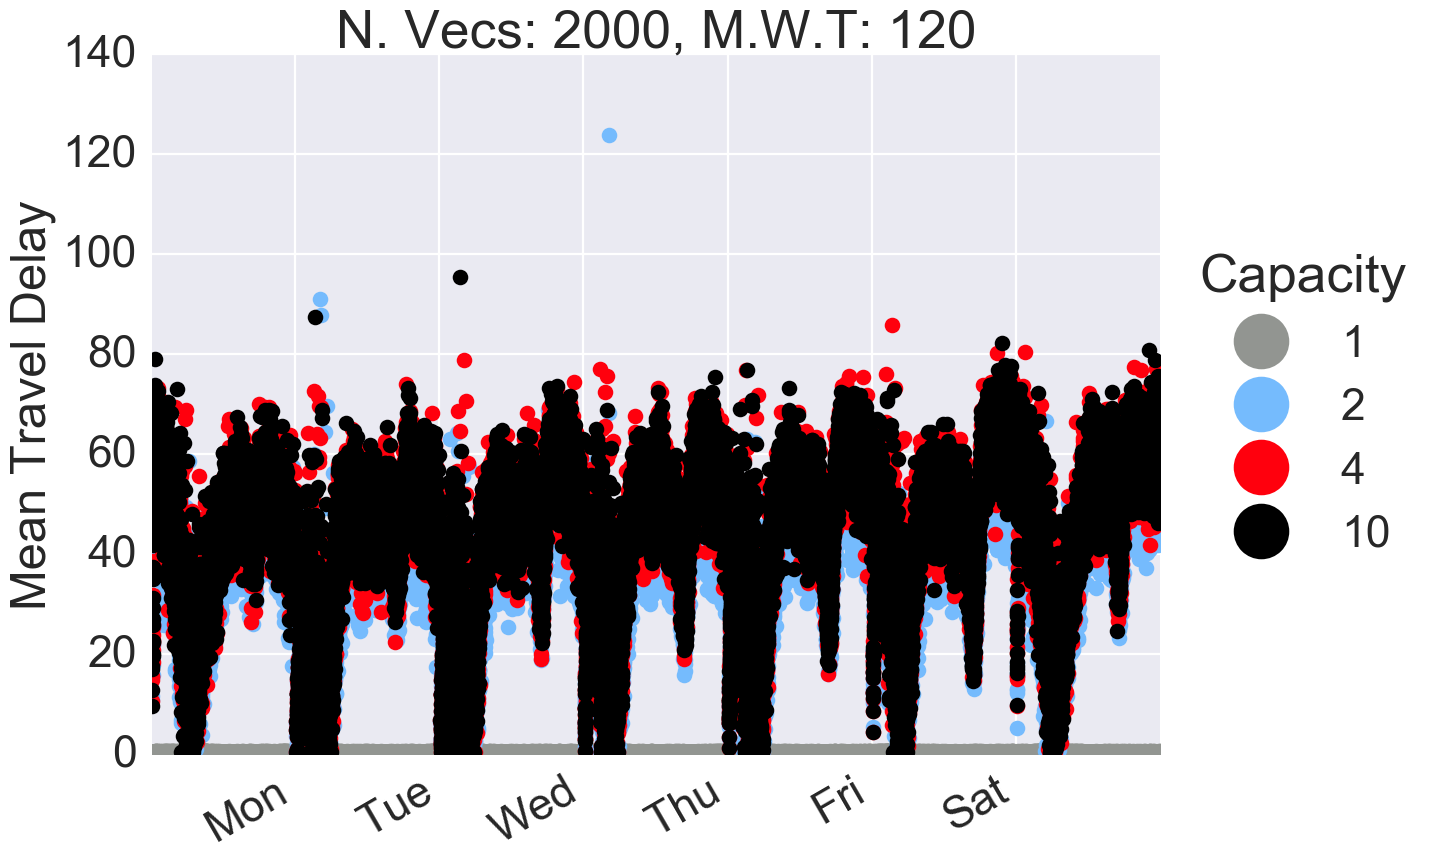 N. Vecs: 2000, M.W.T: 120
140
120
100
80
60
40
20
0
Mean Travel Delay
Mon
Tue
Wed
Thu
Fri
Sat
Capacity
1
2
4
10